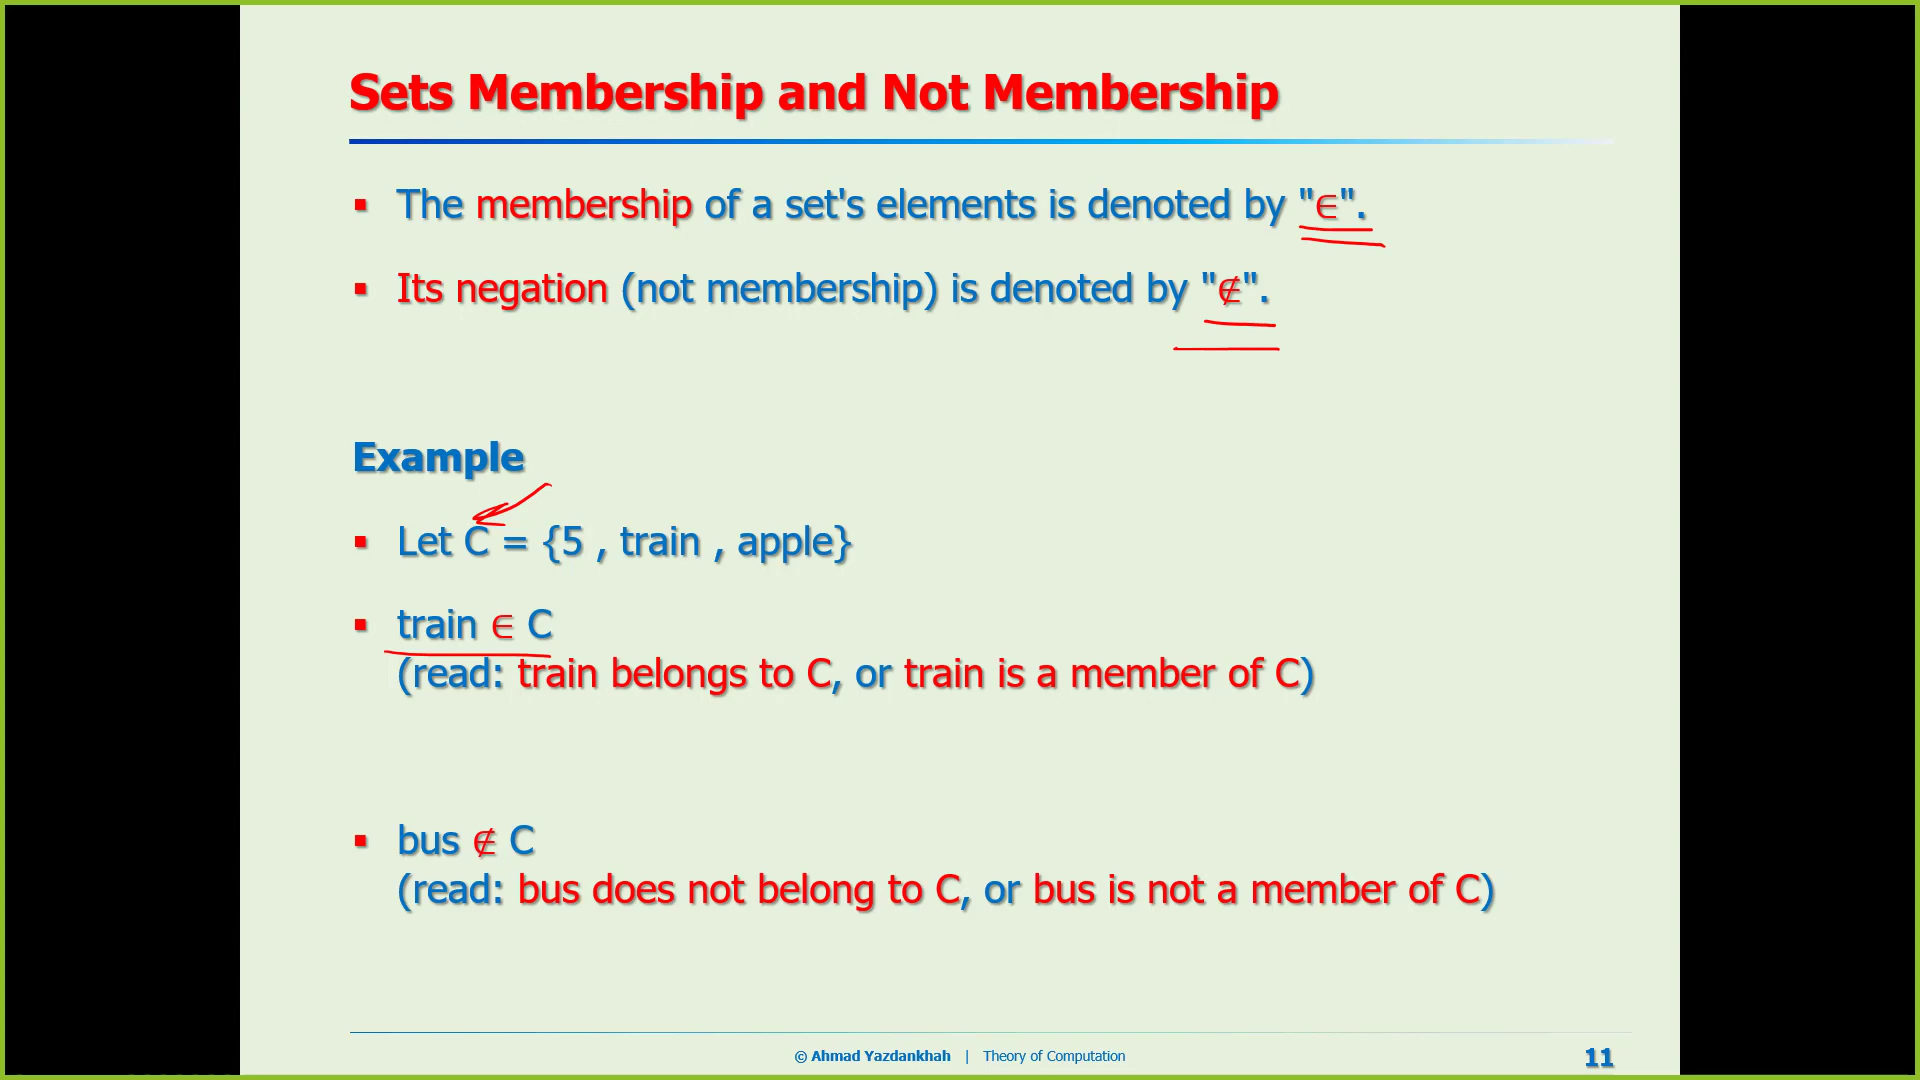 Sets Membership and Not Membership
▪ The membership of a set's elements is denoted by "∈".
▪ Its negation (not membership) is denoted by "∉".
Example
▪ Let C = {5 , train , apple}
▪ train ∈ C
(read: train belongs to C, or train is a member of C)
▪ bus ∉ C
(read: bus does not belong to C, or bus is not a member of C)
© Ahmad Yazdankhah | Theory of Computation
11